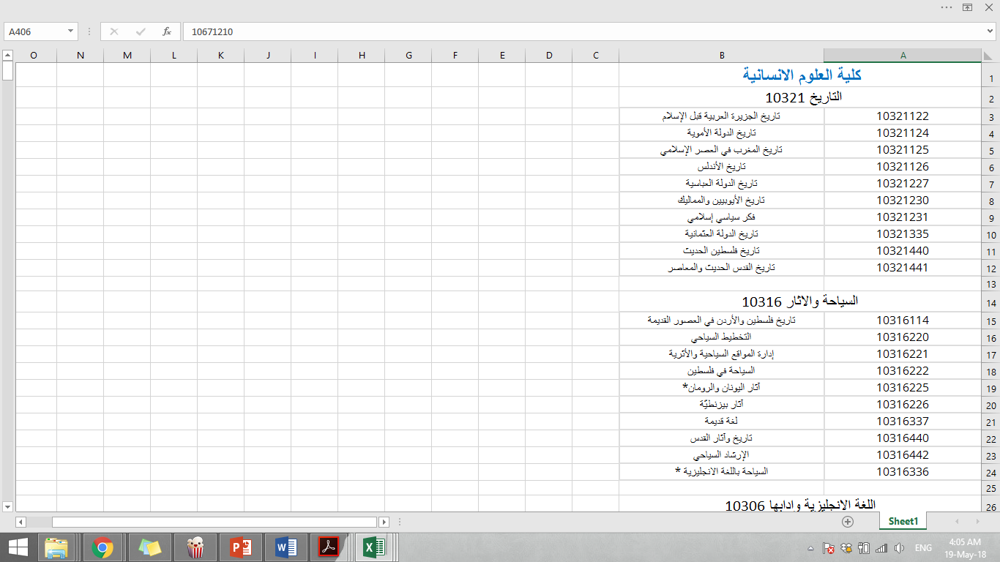 A406
fx
10671210
O N M L K J I H G F E D C B A
1 كلية العلوم الانسانية
2 التاريخ 10321
3 10321122 تاريخ الجزيرة العربية قبل الإسلام
4 10321124 تاريخ الدولة الأموية
5 10321125 تاريخ المغرب في العصر الإسلامي
6 10321126 تاريخ الأندلس
7 10321227 تاريخ الدولة العباسية
8 10321230 تاريخ الأيوبيين والمماليك
9 10321231 فكر سياسي إسلامي
10 10321335 تاريخ الدولة العثمانية
11 10321440 تاريخ فلسطين الحديث
12 10321441 تاريخ القدس الحديث والمعاصر
13
14 السياحة والاثار 10316
15 10316114 تاريخ فلسطين والأردن في العصور القديمة
16 10316220 التخطيط السياحي
17 10316221 إدارة المواقع السياحية والأثرية
18 10316222 السياحة في فلسطين
19 10316225 آثار اليونان والرومان*
20 10316226 آثار بيزنطيّة
21 10316337 لغة قديمة
22 10316440 تاريخ وآثار القدس
23 10316442 الإرشاد السياحي
24 10316336 السياحة باللغة الانجليزية *
25
26 اللغة الانجليزية وادابها 10306
Sheet1
ENG
4:05 AM
19-May-18